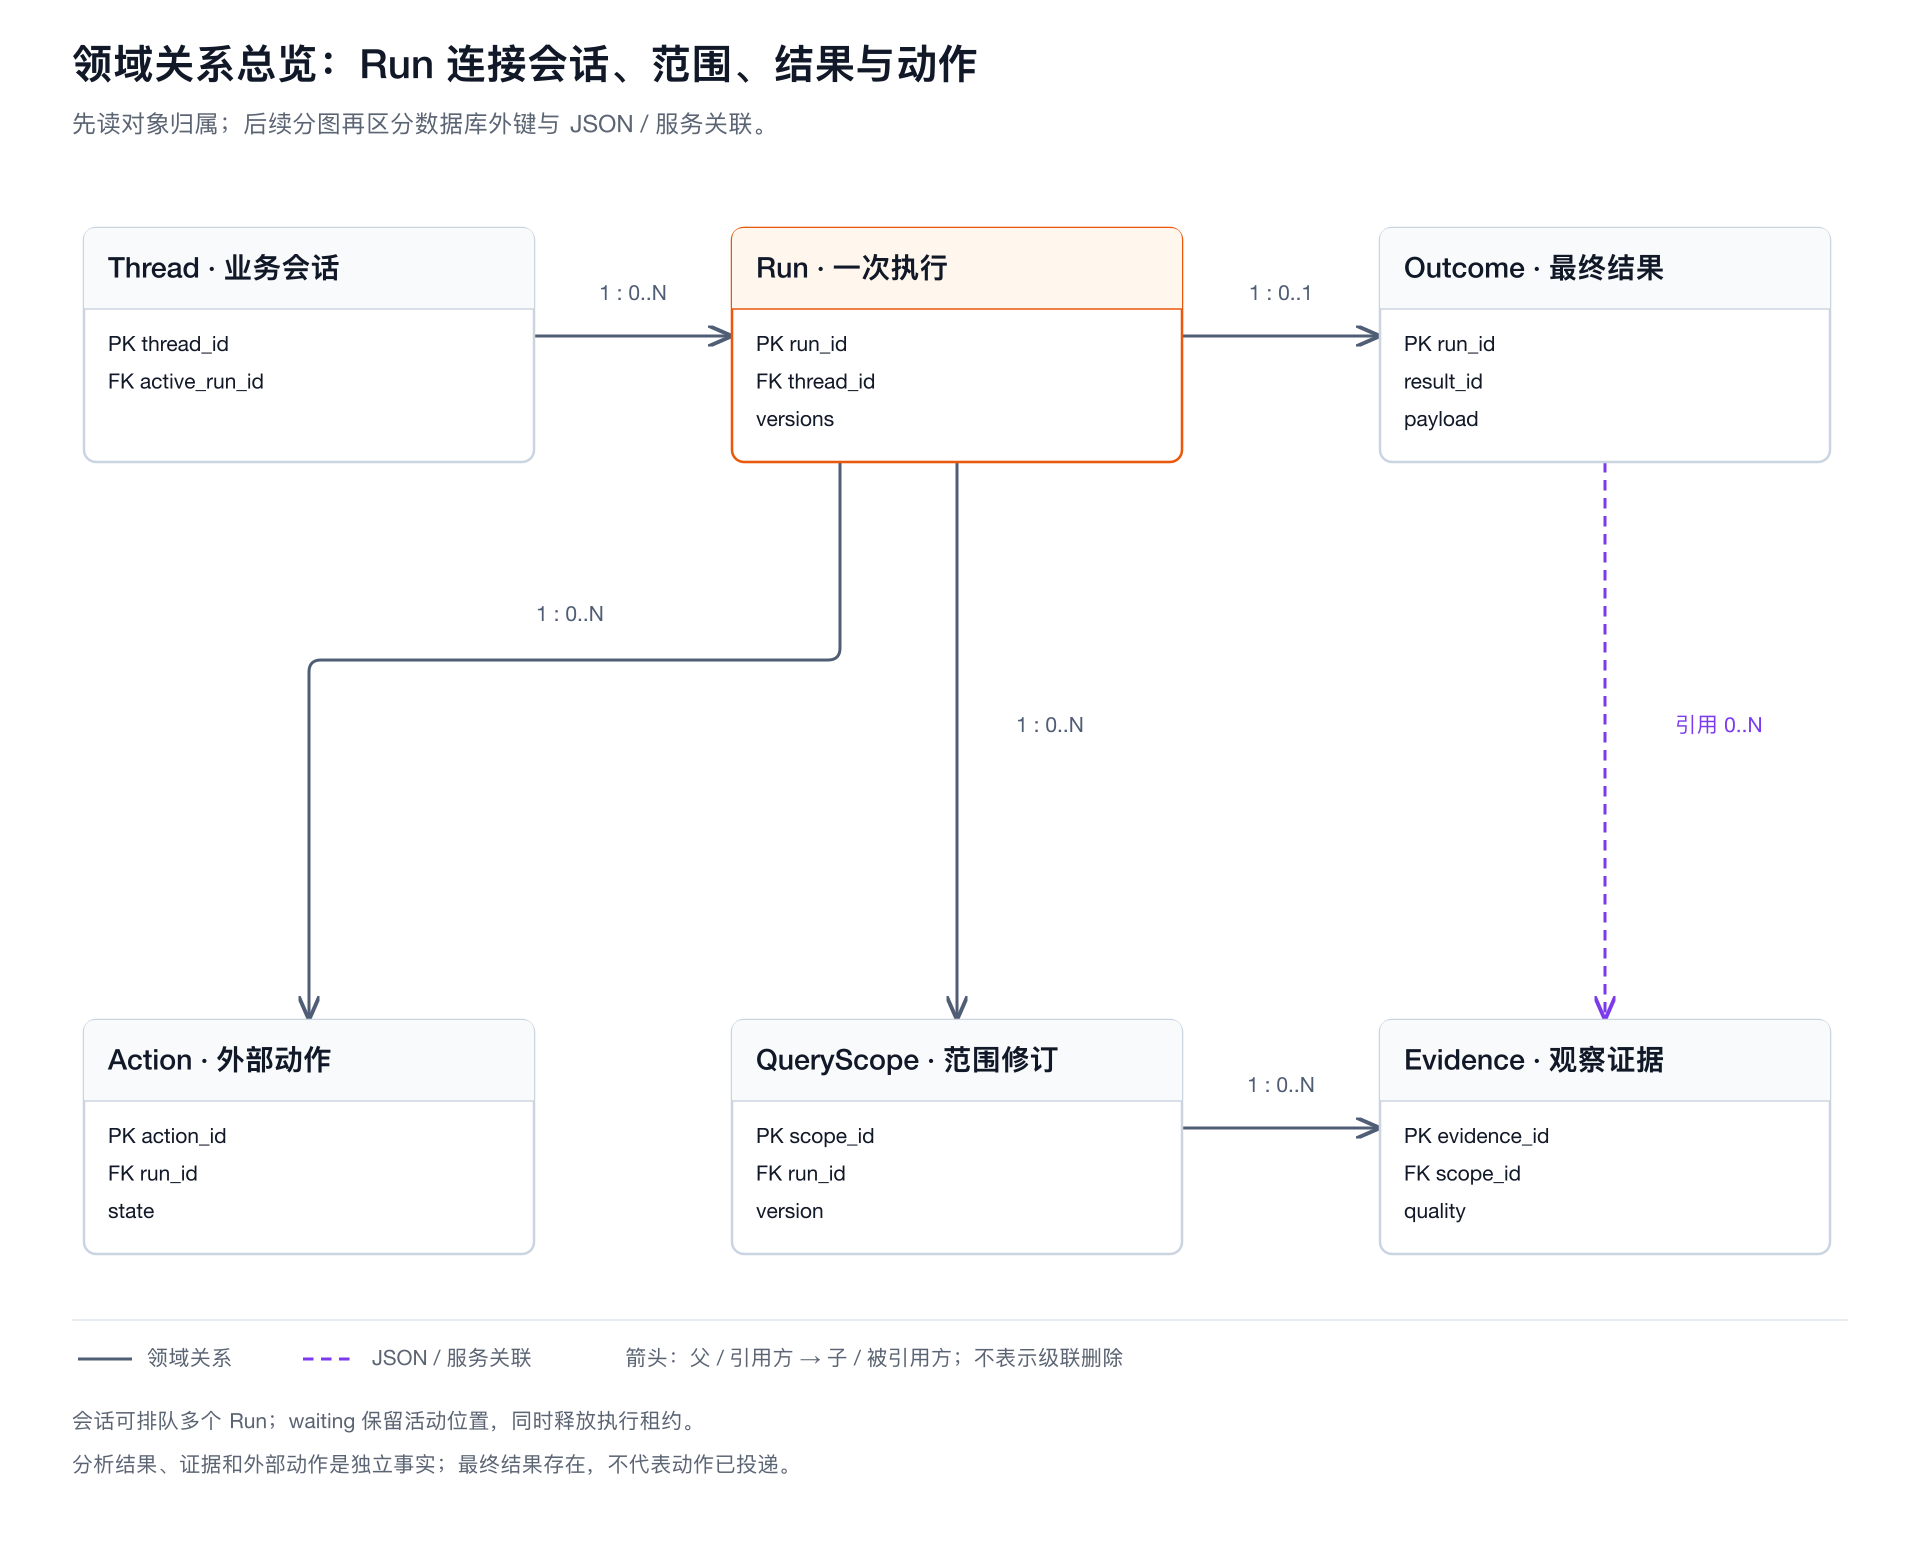 领域关系总览：Run 连接会话、范围、结果与动作
先读对象归属；后续分图再区分数据库外键与 JSON / 服务关联。
Thread · 业务会话
PK thread_id
FK active_run_id
1 : 0..N
Run · 一次执行
PK run_id
FK thread_id
versions
1 : 0..1
Outcome · 最终结果
PK run_id
result_id
payload
1 : 0..N
1 : 0..N
引用 0..N
Action · 外部动作
PK action_id
FK run_id
state
QueryScope · 范围修订
PK scope_id
FK run_id
version
1 : 0..N
Evidence · 观察证据
PK evidence_id
FK scope_id
quality
领域关系
JSON / 服务关联
箭头：父 / 引用方 → 子 / 被引用方；不表示级联删除
会话可排队多个 Run；waiting 保留活动位置，同时释放执行租约。
分析结果、证据和外部动作是独立事实；最终结果存在，不代表动作已投递。